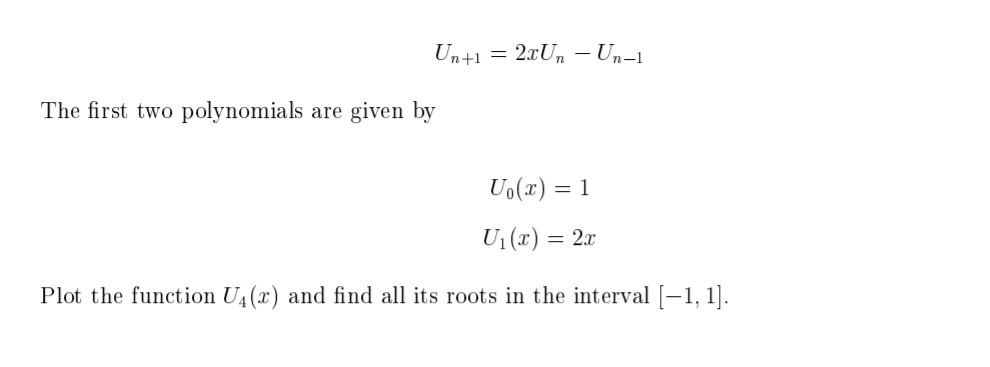 $U_{n+1} = 2xU_n - U_{n-1}$
The first two polynomials are given by
$U_0(x) = 1$
$U_1(x) = 2x$
Plot the function $U_4(x)$ and find all its roots in the interval $[-1, 1]$.